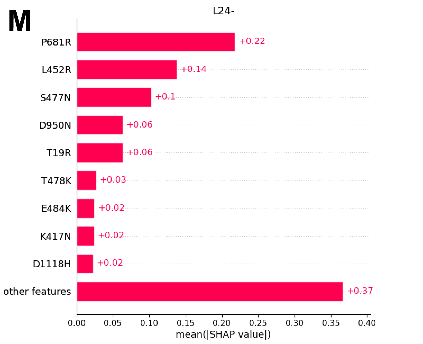 M
L24-
P681R +0.22
L452R +0.14
S477N +0.1
D950N +0.06
T19R +0.06
T478K +0.03
E484K +0.02
K417N +0.02
D1118H +0.02
other features +0.37
0.00 0.05 0.10 0.15 0.20 0.25 0.30 0.35 0.40
mean(|SHAP value|)